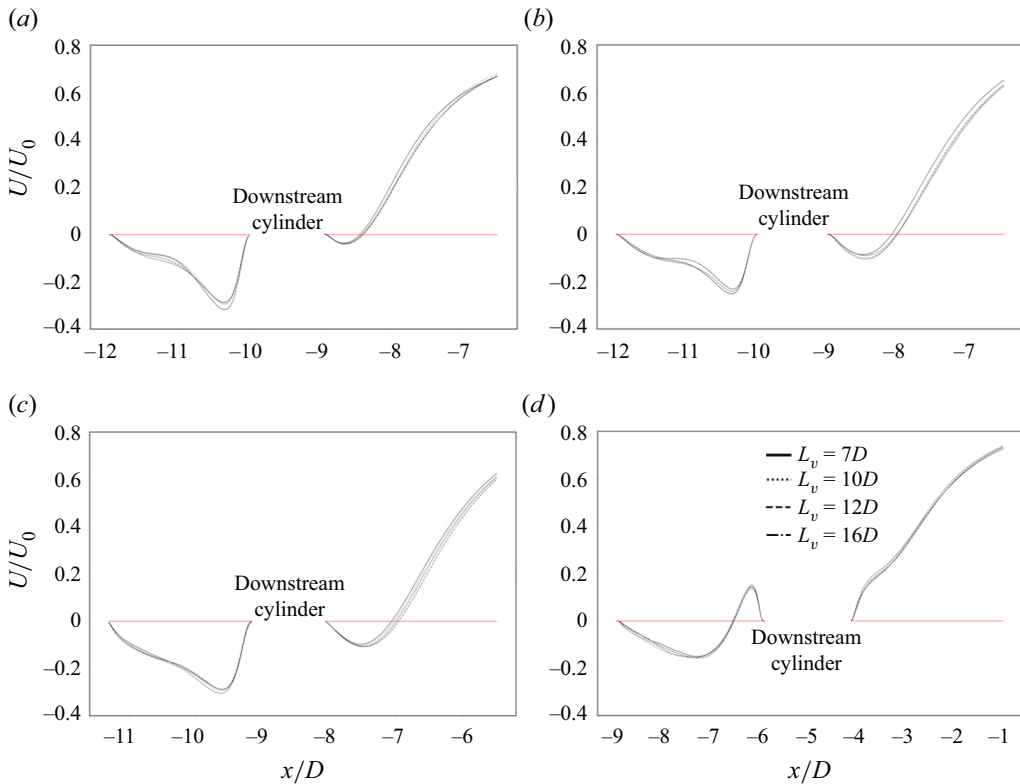 (a)
0.8
0.6
0.4
0.2
0
–0.2
–0.4
U/U0
Downstream
cylinder
–12 –11 –10 –9 –8 –7
(b)
0.8
0.6
0.4
0.2
0
–0.2
–0.4
Downstream
cylinder
–12 –11 –10 –9 –8 –7
(c)
0.8
0.6
0.4
0.2
0
–0.2
–0.4
U/U0
Downstream
cylinder
–11 –10 –9 –8 –7 –6
x/D
(d)
0.8
0.6
0.4
0.2
0
–0.2
–0.4
Lv = 7D
Lv = 10D
Lv = 12D
Lv = 16D
Downstream
cylinder
–9 –8 –7 –6 –5 –4 –3 –2 –1
x/D